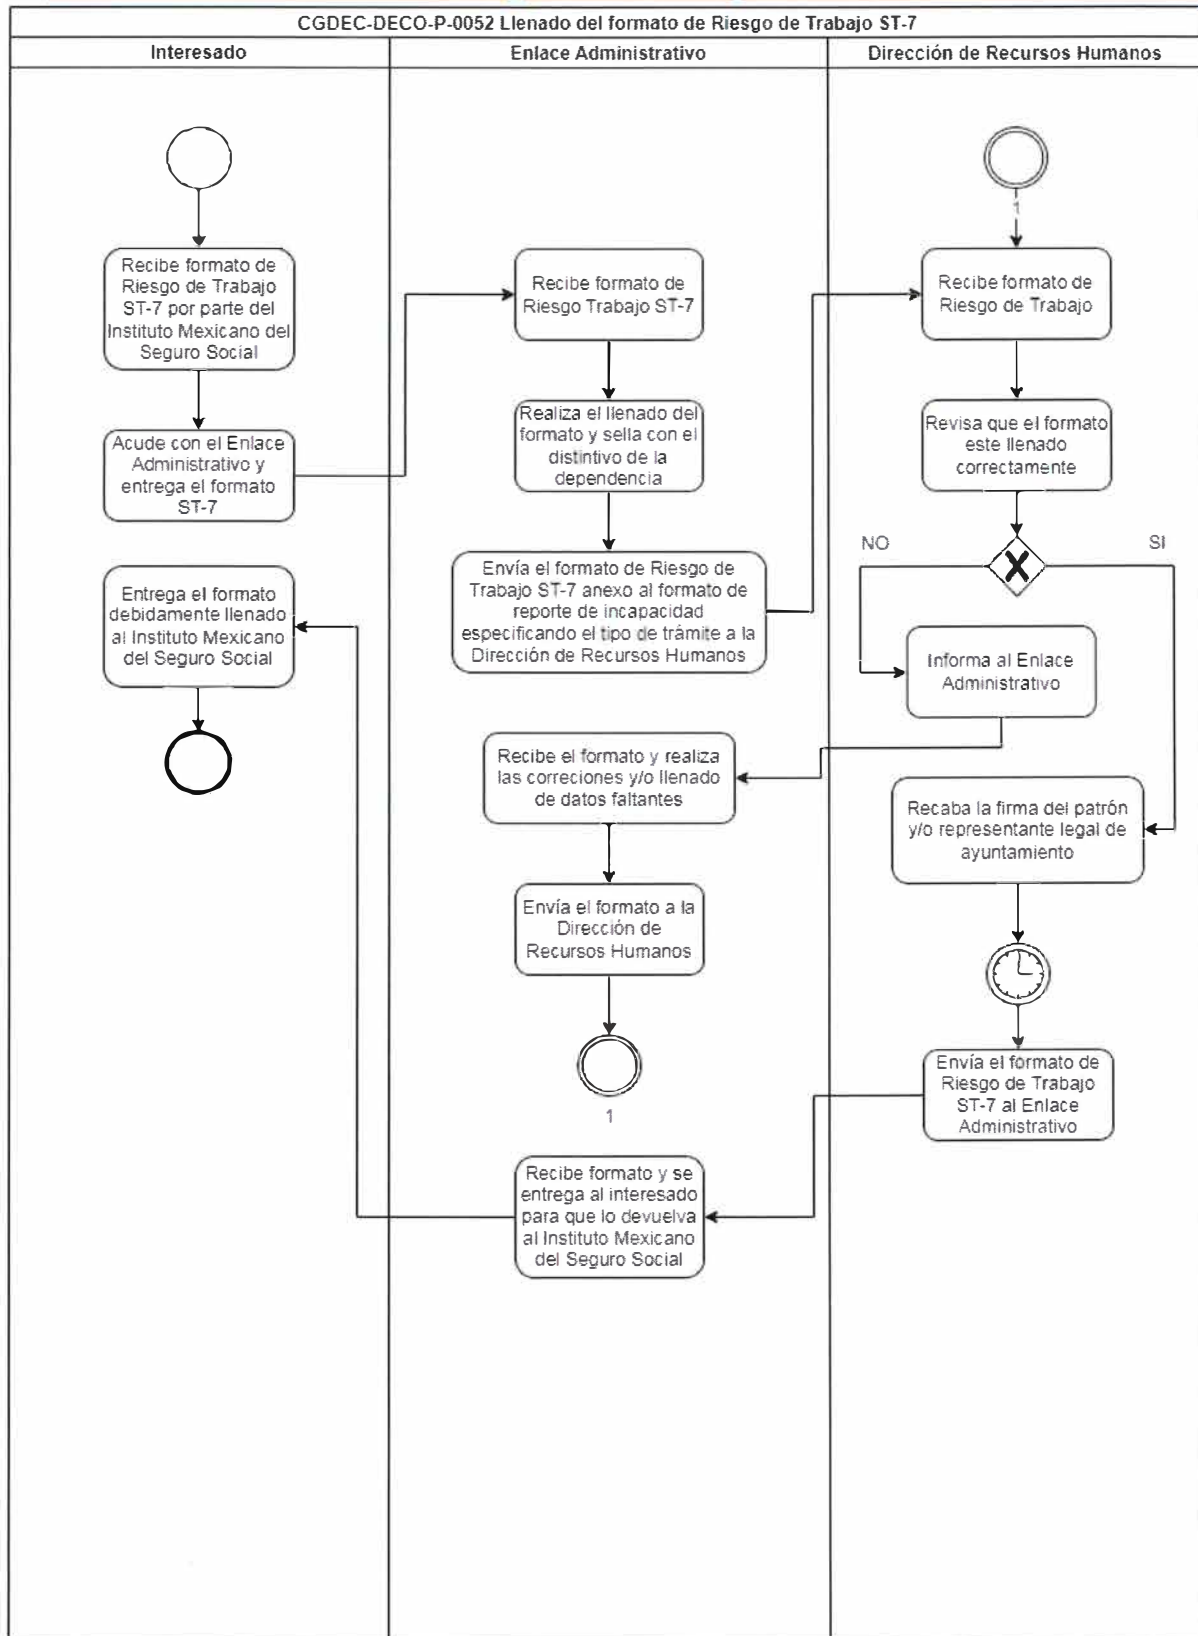 CGDEC-DECO-P-0052 Llenado del formato de Riesgo de Trabajo ST-7
Interesado
Enlace Administrativo
Dirección de Recursos Humanos
Recibe formato de
Riesgo de Trabajo
ST-7 por parte del
Instituto Mexicano del
Seguro Social
Acude con el Enlace
Administrativo y
entrega el formato
ST-7
Entrega el formato
debidamente llenado
al Instituto Mexicano
del Seguro Social
Recibe formato de
Riesgo Trabajo ST-7
Realiza el llenado del
formato y sella con el
distintivo de la
dependencia
Envía el formato de Riesgo de
Trabajo ST-7 anexo al formato de
reporte de incapacidad
especificando el tipo de trámite a la
Dirección de Recursos Humanos
Recibe el formato y realiza
las correciones y/o llenado
de datos faltantes
Envía el formato a la
Dirección de
Recursos Humanos
1
Recibe formato y se
entrega al interesado
para que lo devuelva
al Instituto Mexicano
del Seguro Social
1
Recibe formato de
Riesgo de Trabajo
Revisa que el formato
este llenado
correctamente
NO
SI
Informa al Enlace
Administrativo
Recaba la firma del patrón
y/o representante legal de
ayuntamiento
Envía el formato de
Riesgo de Trabajo
ST-7 al Enlace
Administrativo